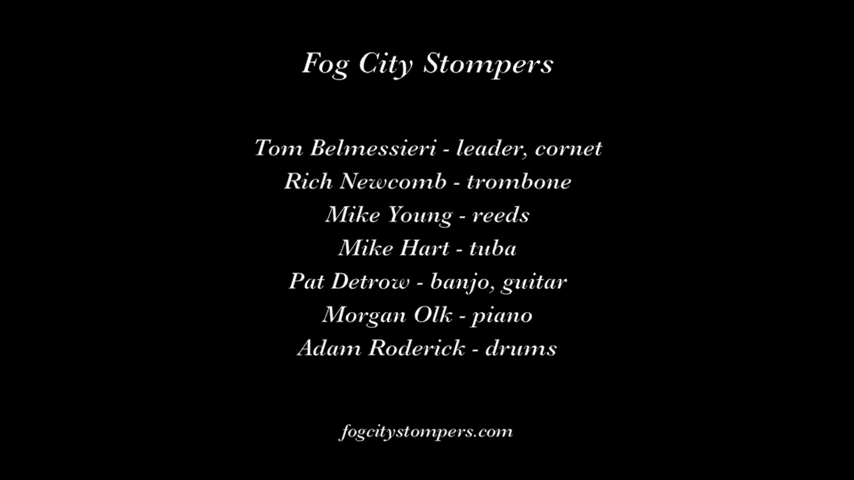 Fog City Stompers
Tom Belmessieri - leader, cornet
Rich Newcomb - trombone
Mike Young - reeds
Mike Hart - tuba
Pat Detrow - banjo, guitar
Morgan Olk - piano
Adam Roderick - drums
fogcitystompers.com